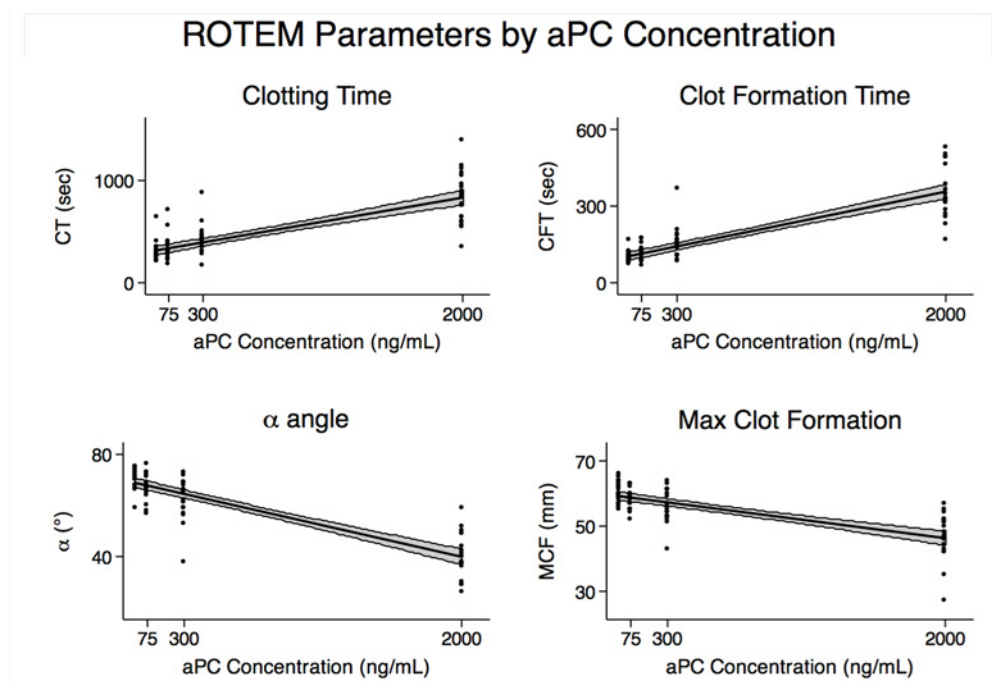 ROTEM Parameters by aPC Concentration
Clotting Time
CT (sec)
1000
0
75 300 2000
aPC Concentration (ng/mL)
Clot Formation Time
CFT (sec)
600
300
0
75 300 2000
aPC Concentration (ng/mL)
α angle
α (°)
80
40
75 300 2000
aPC Concentration (ng/mL)
Max Clot Formation
MCF (mm)
70
50
30
75 300 2000
aPC Concentration (ng/mL)